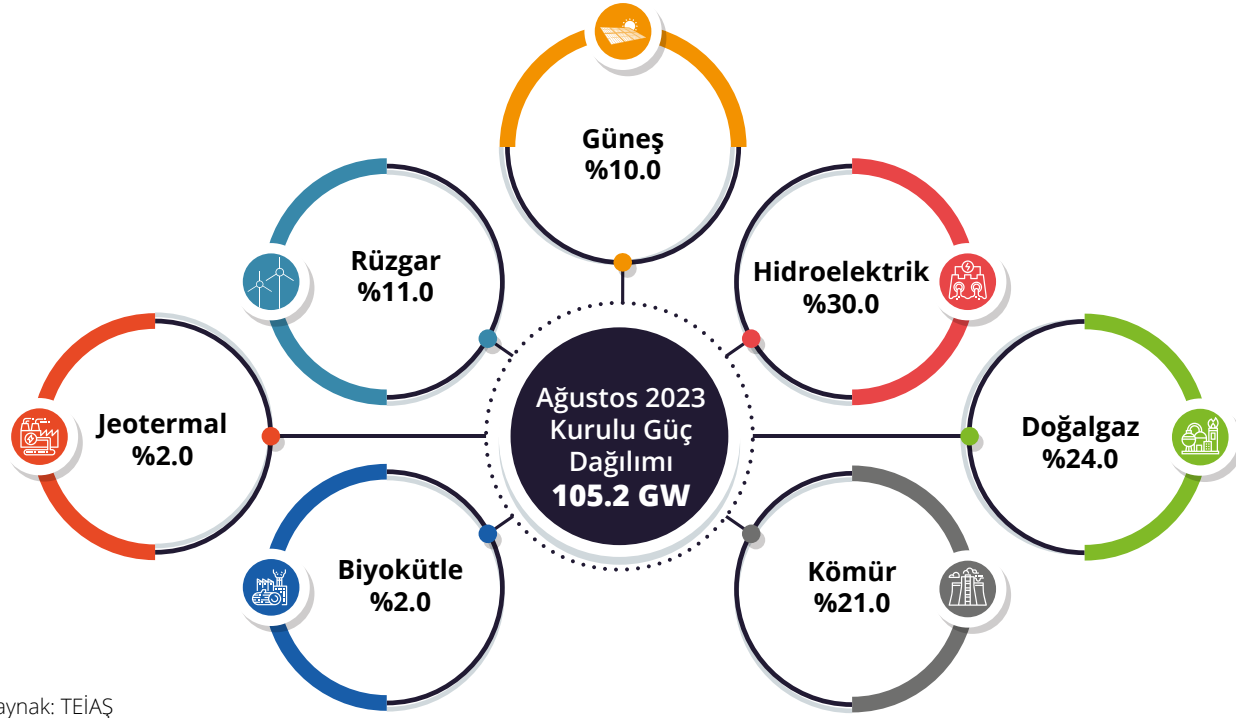 Güneş
%10.0
Rüzgar
%11.0
Hidroelektrik
%30.0
Jeotermal
%2.0
Ağustos 2023
Kurulu Güç
Dağılımı
105.2 GW
Doğalgaz
%24.0
Biyokütle
%2.0
Kömür
%21.0
aynak: TEİAŞ